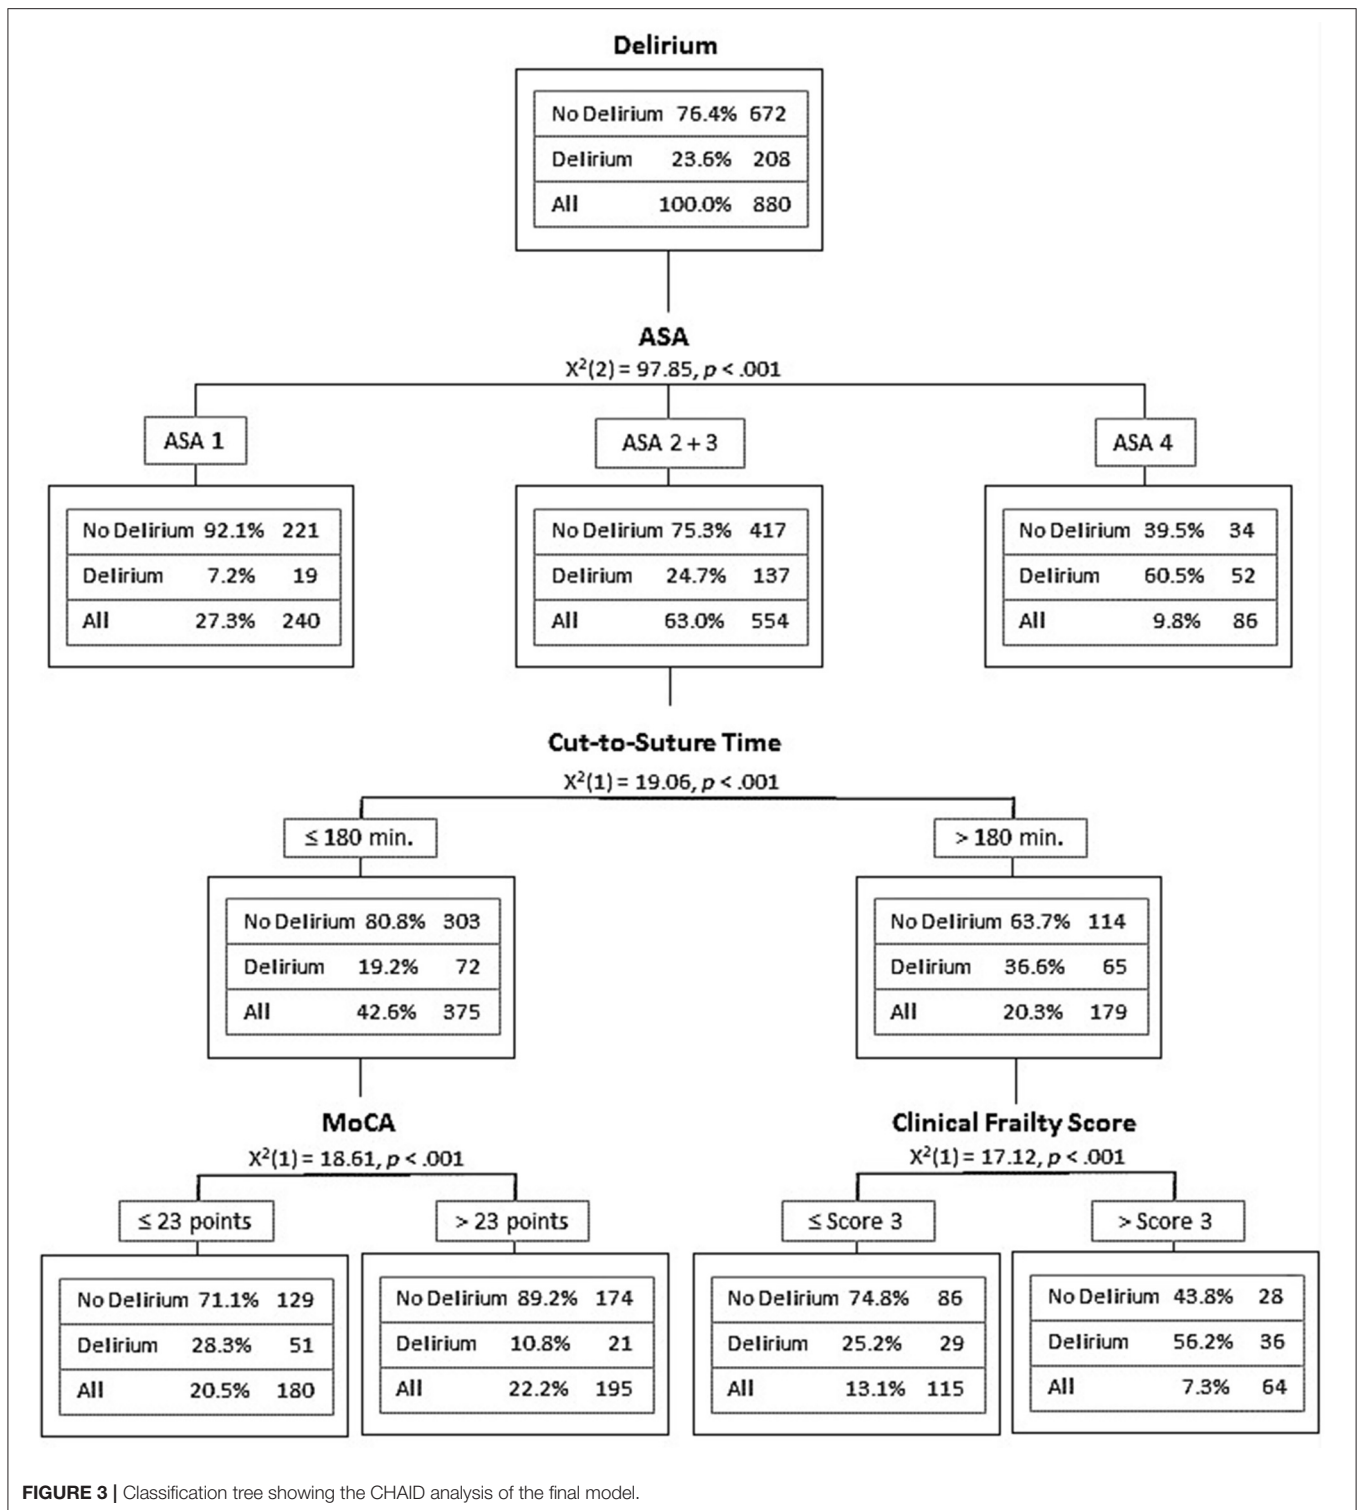 Delirium
No Delirium 76.4% 672
Delirium 23.6% 208
All 100.0% 880
ASA
X²(2) = 97.85, p < .001
ASA 1
ASA 2 + 3
ASA 4
No Delirium 92.1% 221
Delirium 7.2% 19
All 27.3% 240
No Delirium 75.3% 417
Delirium 24.7% 137
All 63.0% 554
No Delirium 39.5% 34
Delirium 60.5% 52
All 9.8% 86
Cut-to-Suture Time
X²(1) = 19.06, p < .001
≤ 180 min.
> 180 min.
No Delirium 80.8% 303
Delirium 19.2% 72
All 42.6% 375
No Delirium 63.7% 114
Delirium 36.6% 65
All 20.3% 179
MoCA
X²(1) = 18.61, p < .001
Clinical Frailty Score
X²(1) = 17.12, p < .001
≤ 23 points
> 23 points
≤ Score 3
> Score 3
No Delirium 71.1% 129
Delirium 28.3% 51
All 20.5% 180
No Delirium 89.2% 174
Delirium 10.8% 21
All 22.2% 195
No Delirium 74.8% 86
Delirium 25.2% 29
All 13.1% 115
No Delirium 43.8% 28
Delirium 56.2% 36
All 7.3% 64
FIGURE 3 | Classification tree showing the CHAID analysis of the final model.